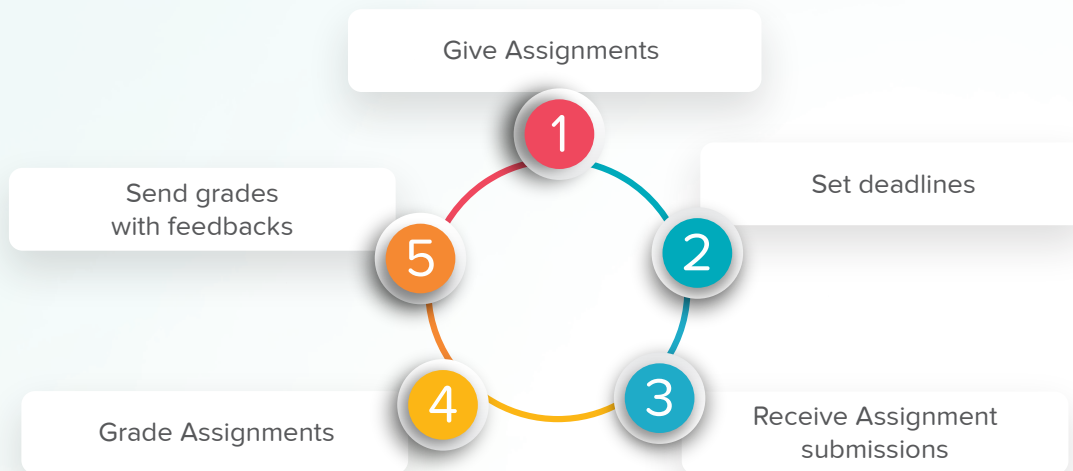 Give Assignments
1
Set deadlines
2
Receive Assignment
submissions
3
Grade Assignments
4
Send grades
with feedbacks
5